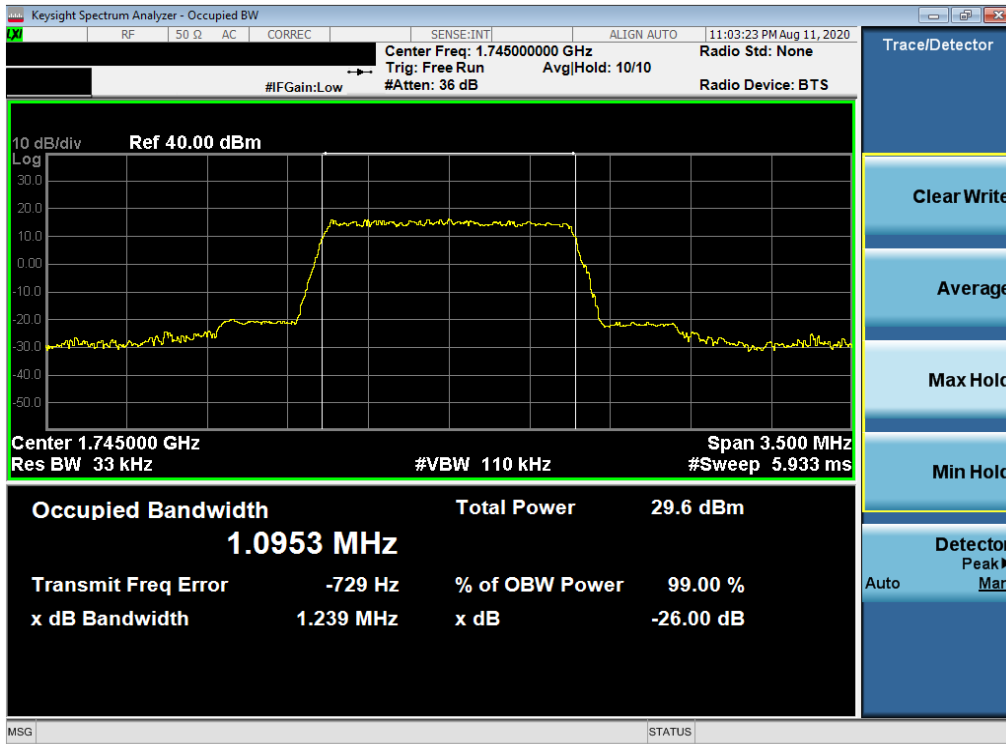 Keysight Spectrum Analyzer - Occupied BW
LXI RF 50 Ω AC CORREC SENSE:INT ALIGN AUTO 11:03:23 PM Aug 11, 2020
Center Freq: 1.745000000 GHz Radio Std: None
Trig: Free Run Avg|Hold: 10/10
#IFGain:Low #Atten: 36 dB Radio Device: BTS
10 dB/div Ref 40.00 dBm
Log
30.0
20.0
10.0
0.00
-10.0
-20.0
-30.0
-40.0
-50.0
Center 1.745000 GHz Span 3.500 MHz
Res BW 33 kHz #VBW 110 kHz #Sweep 5.933 ms
Occupied Bandwidth Total Power 29.6 dBm
1.0953 MHz
Transmit Freq Error -729 Hz % of OBW Power 99.00 %
x dB Bandwidth 1.239 MHz x dB -26.00 dB
MSG STATUS
Trace/Detector
Clear Write
Average
Max Hold
Min Hold
Detector
Peak▶
Auto Man